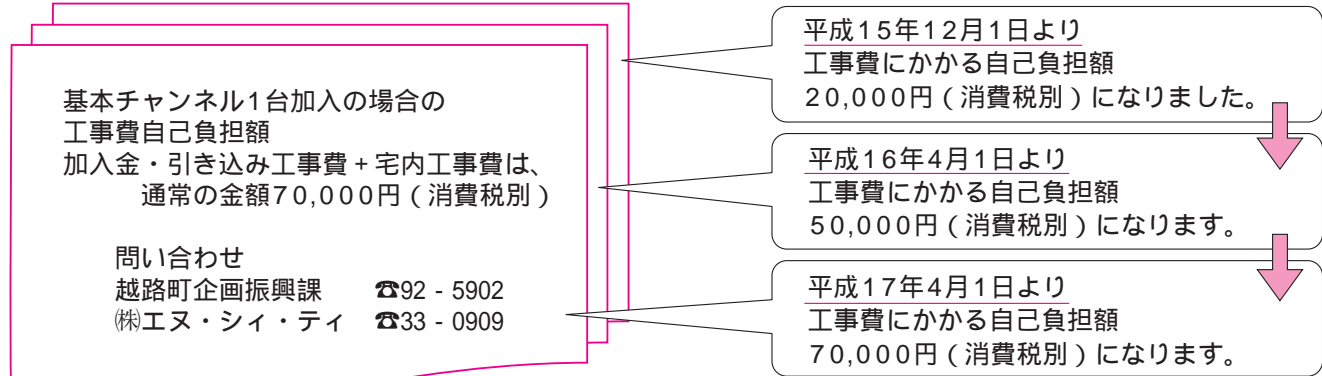 基本チャンネル1台加入の場合の
工事費自己負担額
加入金・引き込み工事費+宅内工事費は、
通常の金額70,000円(消費税別)
問い合わせ
越路町企画振興課 ☎92-5902
㈱エヌ・シィ・ティ ☎33-0909
平成15年12月1日より
工事費にかかる自己負担額
20,000円(消費税別)になりました。
平成16年4月1日より
工事費にかかる自己負担額
50,000円(消費税別)になります。
平成17年4月1日より
工事費にかかる自己負担額
70,000円(消費税別)になります。